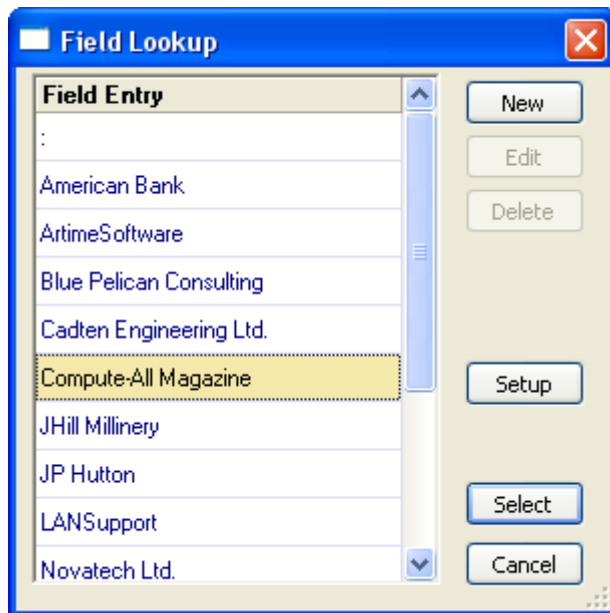 Field Lookup
Field Entry
:
American Bank
ArtimeSoftware
Blue Pelican Consulting
Cadten Engineering Ltd.
Compute-All Magazine
JHill Millinery
JP Hutton
LANSupport
Novatech Ltd.
New
Edit
Delete
Setup
Select
Cancel